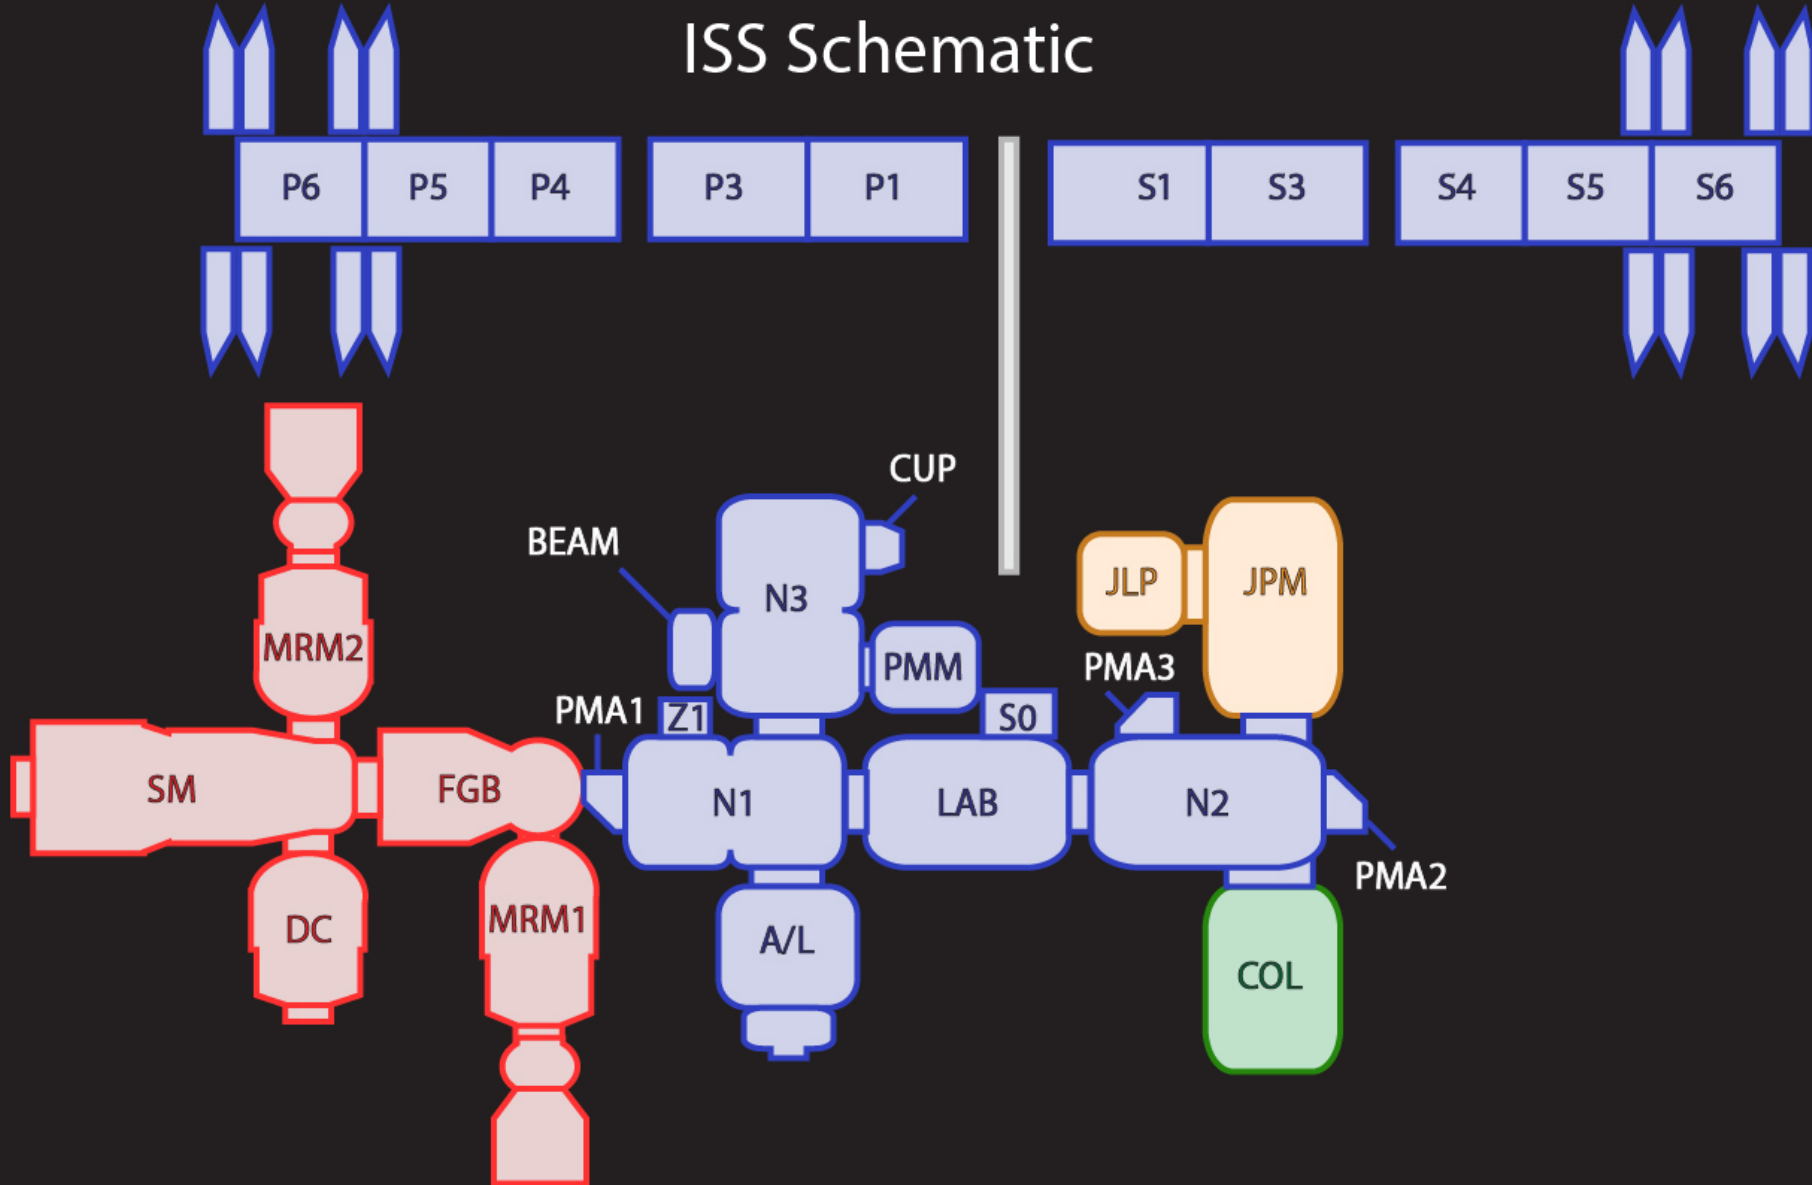 ISS Schematic
P6 P5 P4 P3 P1 S1 S3 S4 S5 S6
CUP
BEAM
N3
JLP JPM
MRM2
PMM
PMA3
PMA1
Z1
S0
SM
FGB
N1
LAB
N2
PMA2
DC
MRM1
A/L
COL